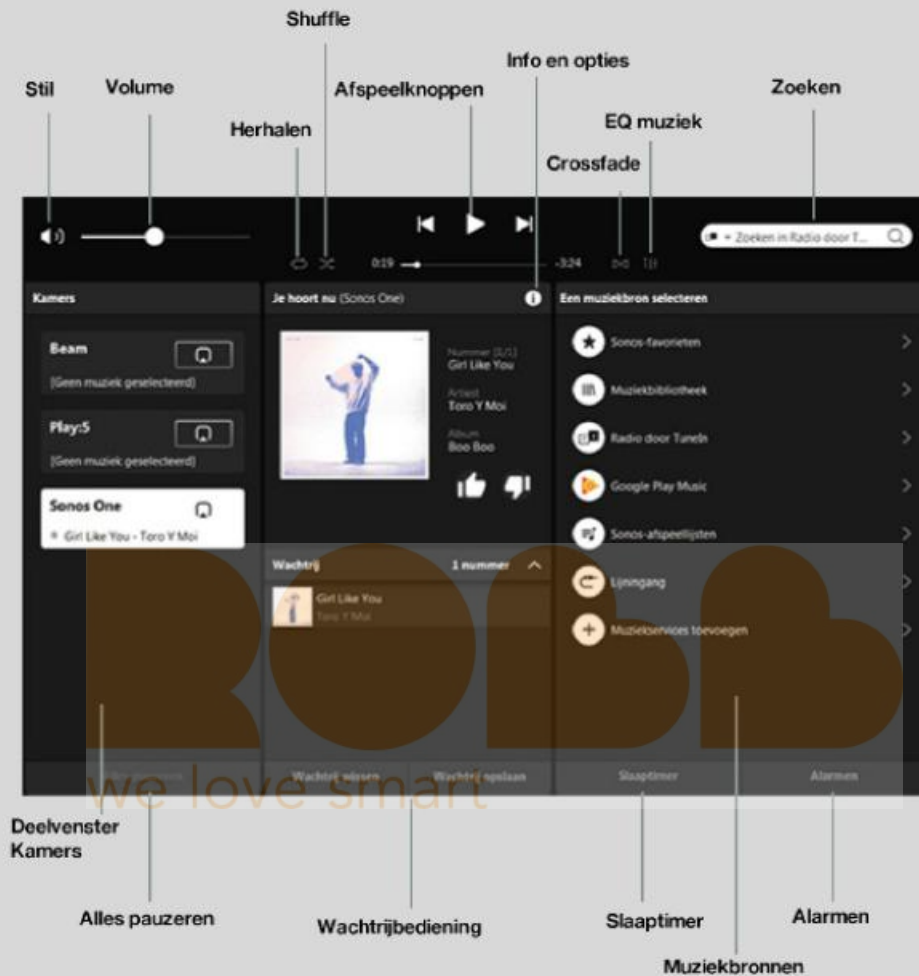 Shuffle
Info en opties
Stil
Volume
Afspeelknoppen
Zoeken
Herhalen
EQ muziek
Crossfade
Zoeken in Radio door T...
0:19
-3:24
Kamers
Je hoort nu (Sonos One)
Een muziekbron selecteren
Beam
[Geen muziek geselecteerd]
Play:5
[Geen muziek geselecteerd]
Sonos One
Girl Like You - Toro Y Moi
Nummer [1/1]
Girl Like You
Artiest
Toro Y Moi
Album
Boo Boo
Sonos-favorieten
Muziekbibliotheek
Radio door TuneIn
Google Play Music
Sonos-afspeellijsten
Lijningang
Muziekservices toevoegen
Wachtrij
1 nummer
Girl Like You
Toro Y Moi
ROBB
we love smart
Wachtrij wissen
Wachtrij opslaan
Slaaptimer
Alarmen
Deelvenster
Kamers
Alles pauzeren
Wachtrijbediening
Slaaptimer
Alarmen
Muziekbronnen